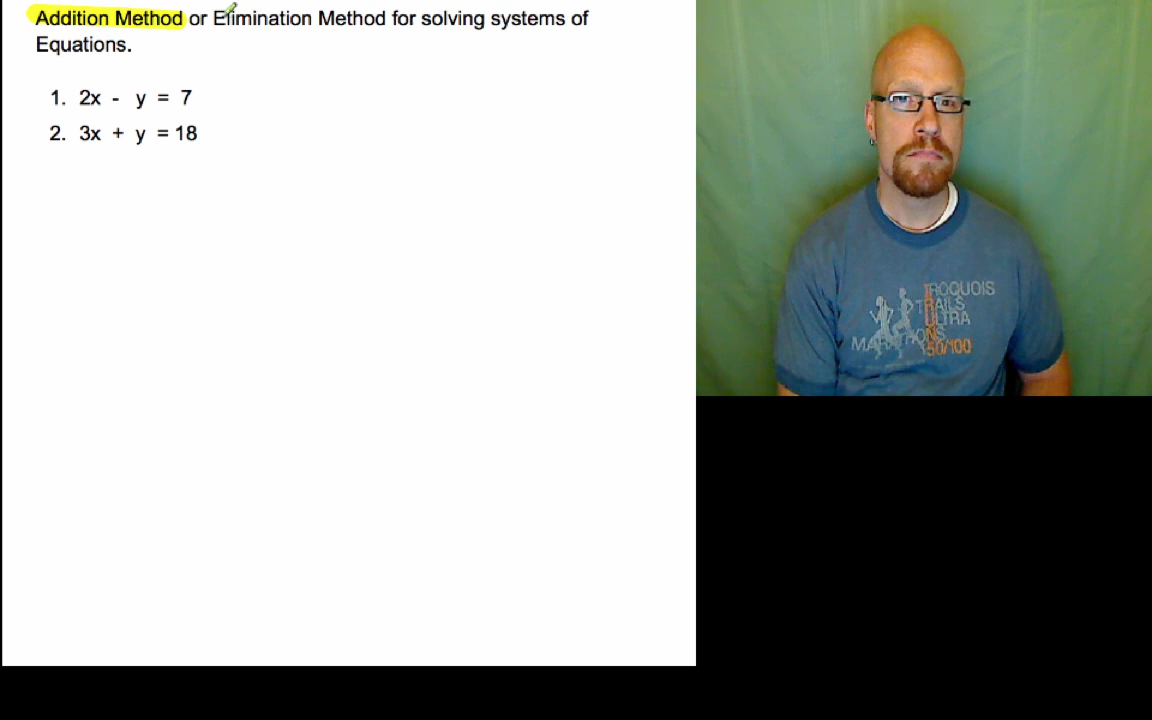 Addition Method or Elimination Method for solving systems of
Equations.
1. 2x - y = 7
2. 3x + y = 18
IROQUOIS
TRAILS
ULTRA
MARATHONS
50/100